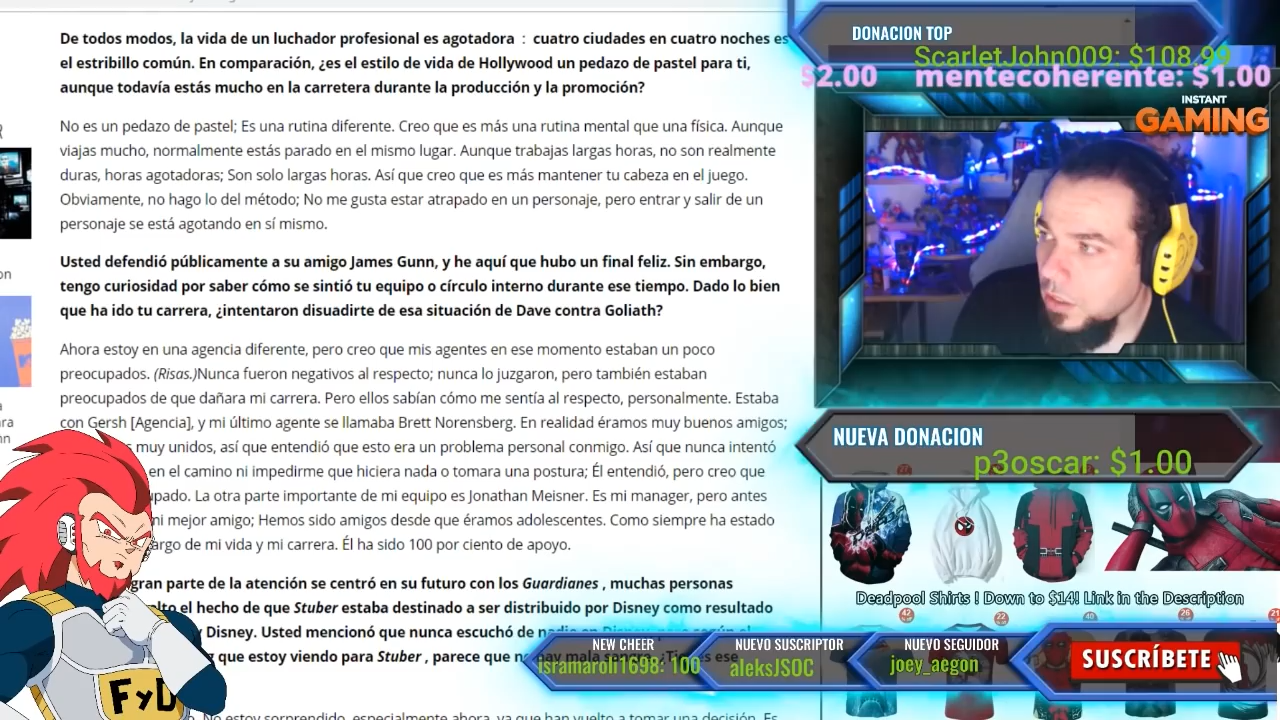 De todos modos, la vida de un luchador profesional es agotadora : cuatro ciudades en cuatro noches es
el estribillo común. En comparación, ¿es el estilo de vida de Hollywood un pedazo de pastel para ti,
aunque todavía estás mucho en la carretera durante la producción y la promoción?
No es un pedazo de pastel; Es una rutina diferente. Creo que es más una rutina mental que una física. Aunque
viajas mucho, normalmente estás parado en el mismo lugar. Aunque trabajas largas horas, no son realmente
duras, horas agotadoras; Son solo largas horas. Así que creo que es más mantener tu cabeza en el juego.
Obviamente, no hago lo del método; No me gusta estar atrapado en un personaje, pero entrar y salir de un
personaje se está agotando en sí mismo.
Usted defendió públicamente a su amigo James Gunn, y he aquí que hubo un final feliz. Sin embargo,
tengo curiosidad por saber cómo se sintió tu equipo o círculo interno durante ese tiempo. Dado lo bien
que ha ido tu carrera, ¿intentaron disuadirte de esa situación de Dave contra Goliath?
Ahora estoy en una agencia diferente, pero creo que mis agentes en ese momento estaban un poco
preocupados. (Risas.)Nunca fueron negativos al respecto; nunca lo juzgaron, pero también estaban
preocupados de que dañara mi carrera. Pero ellos sabían cómo me sentía al respecto, personalmente. Estaba
con Gersh [Agencia], y mi último agente se llamaba Brett Norensberg. En realidad éramos muy buenos amigos;
muy unidos, así que entendió que esto era un problema personal conmigo. Así que nunca intentó
en el camino ni impedirme que hiciera nada o tomara una postura; Él entendió, pero creo que
upado. La otra parte importante de mi equipo es Jonathan Meisner. Es mi manager, pero antes
mi mejor amigo; Hemos sido amigos desde que éramos adolescentes. Como siempre ha estado
argo de mi vida y mi carrera. Él ha sido 100 por ciento de apoyo.
gran parte de la atención se centró en su futuro con los Guardianes , muchas personas
lto el hecho de que Stuber estaba destinado a ser distribuido por Disney como resultado
y Disney. Usted mencionó que nunca escuchó de nadie en Disney
g que estoy viendo para Stuber , parece que no hay mala
No estoy sorprendido, especialmente ahora, ya que han vuelto a tomar una decisión. Es
FyD
DONACION TOP
ScarletJohn009: $108.99
$2.00 mentecoherente: $1.00
INSTANT
GAMING
NUEVA DONACION
p3oscar: $1.00
Deadpool Shirts ! Down to $14! Link in the Description
NEW CHEER
isramaroli1698: 100
NUEVO SUSCRIPTOR
aleksJSOC
NUEVO SEGUIDOR
joey_aegon
SUSCRÍBETE